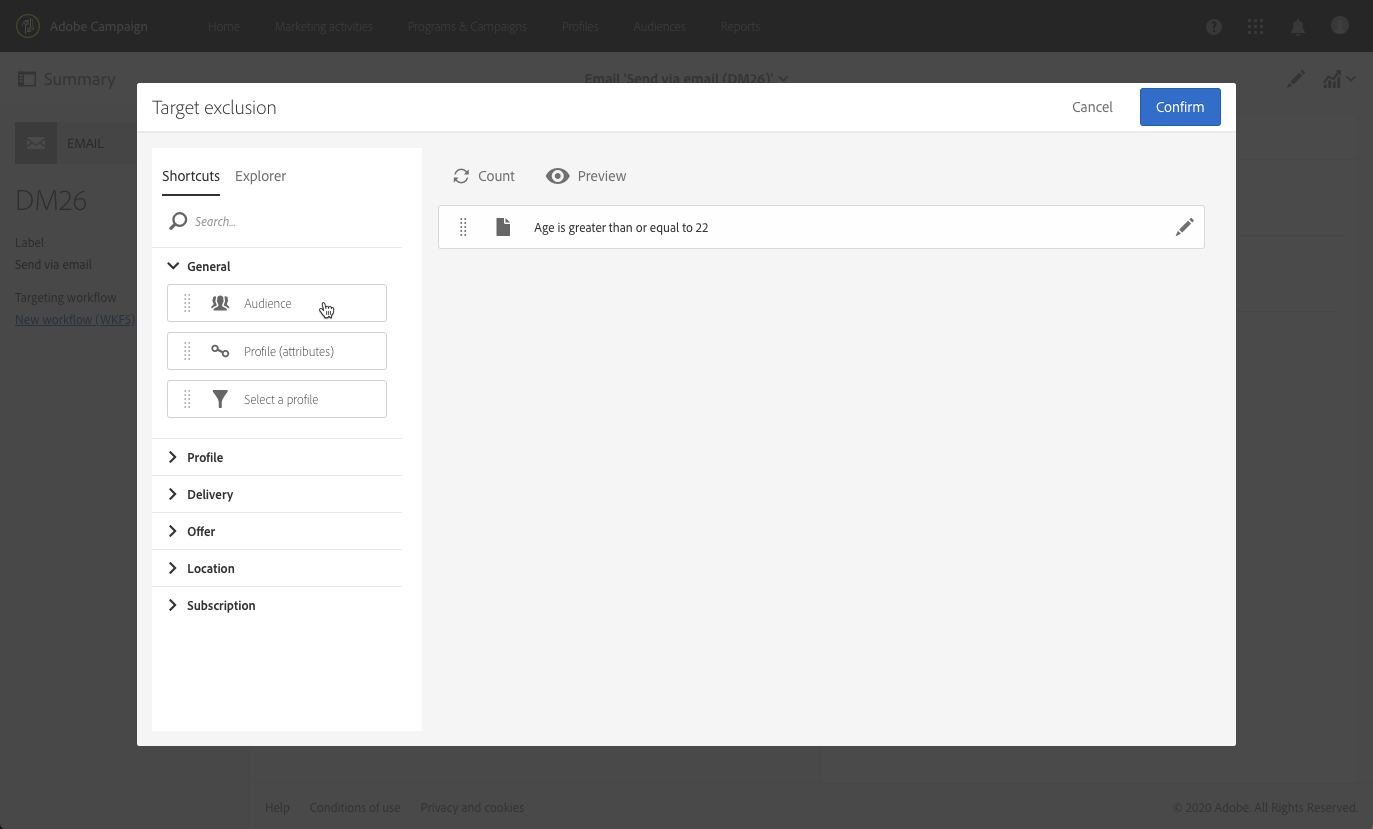 Adobe Campaign Home Marketing activities Programs & Campaigns Profiles Audiences Reports
Summary
Email 'Send via email (DM26)'
Target exclusion
Cancel
Confirm
EMAIL
DM26
Label
Send via email
Targeting workflow
New workflow (WKF5)
Shortcuts Explorer
Search...
General
Audience
Profile (attributes)
Select a profile
Profile
Delivery
Offer
Location
Subscription
Count Preview
Age is greater than or equal to 22
Help Conditions of use Privacy and cookies
© 2020 Adobe. All Rights Reserved.